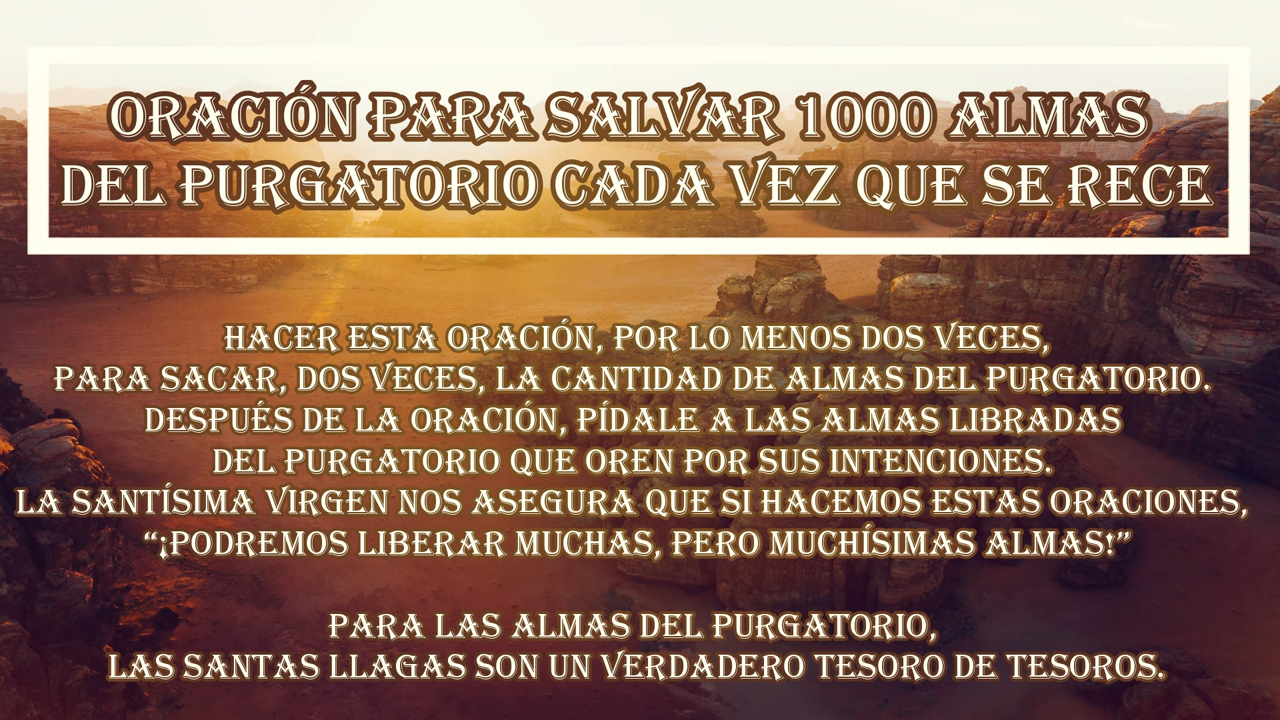 ORACIÓN PARA SALVAR 1000 ALMAS
DEL PURGATORIO CADA VEZ QUE SE RECE
HACER ESTA ORACIÓN, POR LO MENOS DOS VECES,
PARA SACAR, DOS VECES, LA CANTIDAD DE ALMAS DEL PURGATORIO.
DESPUÉS DE LA ORACIÓN, PÍDALE A LAS ALMAS LIBRADAS
DEL PURGATORIO QUE OREN POR SUS INTENCIONES.
LA SANTÍSIMA VIRGEN NOS ASEGURA QUE SI HACEMOS ESTAS ORACIONES,
“¡PODREMOS LIBERAR MUCHAS, PERO MUCHÍSIMAS ALMAS!”
PARA LAS ALMAS DEL PURGATORIO,
LAS SANTAS LLAGAS SON UN VERDADERO TESORO DE TESOROS.